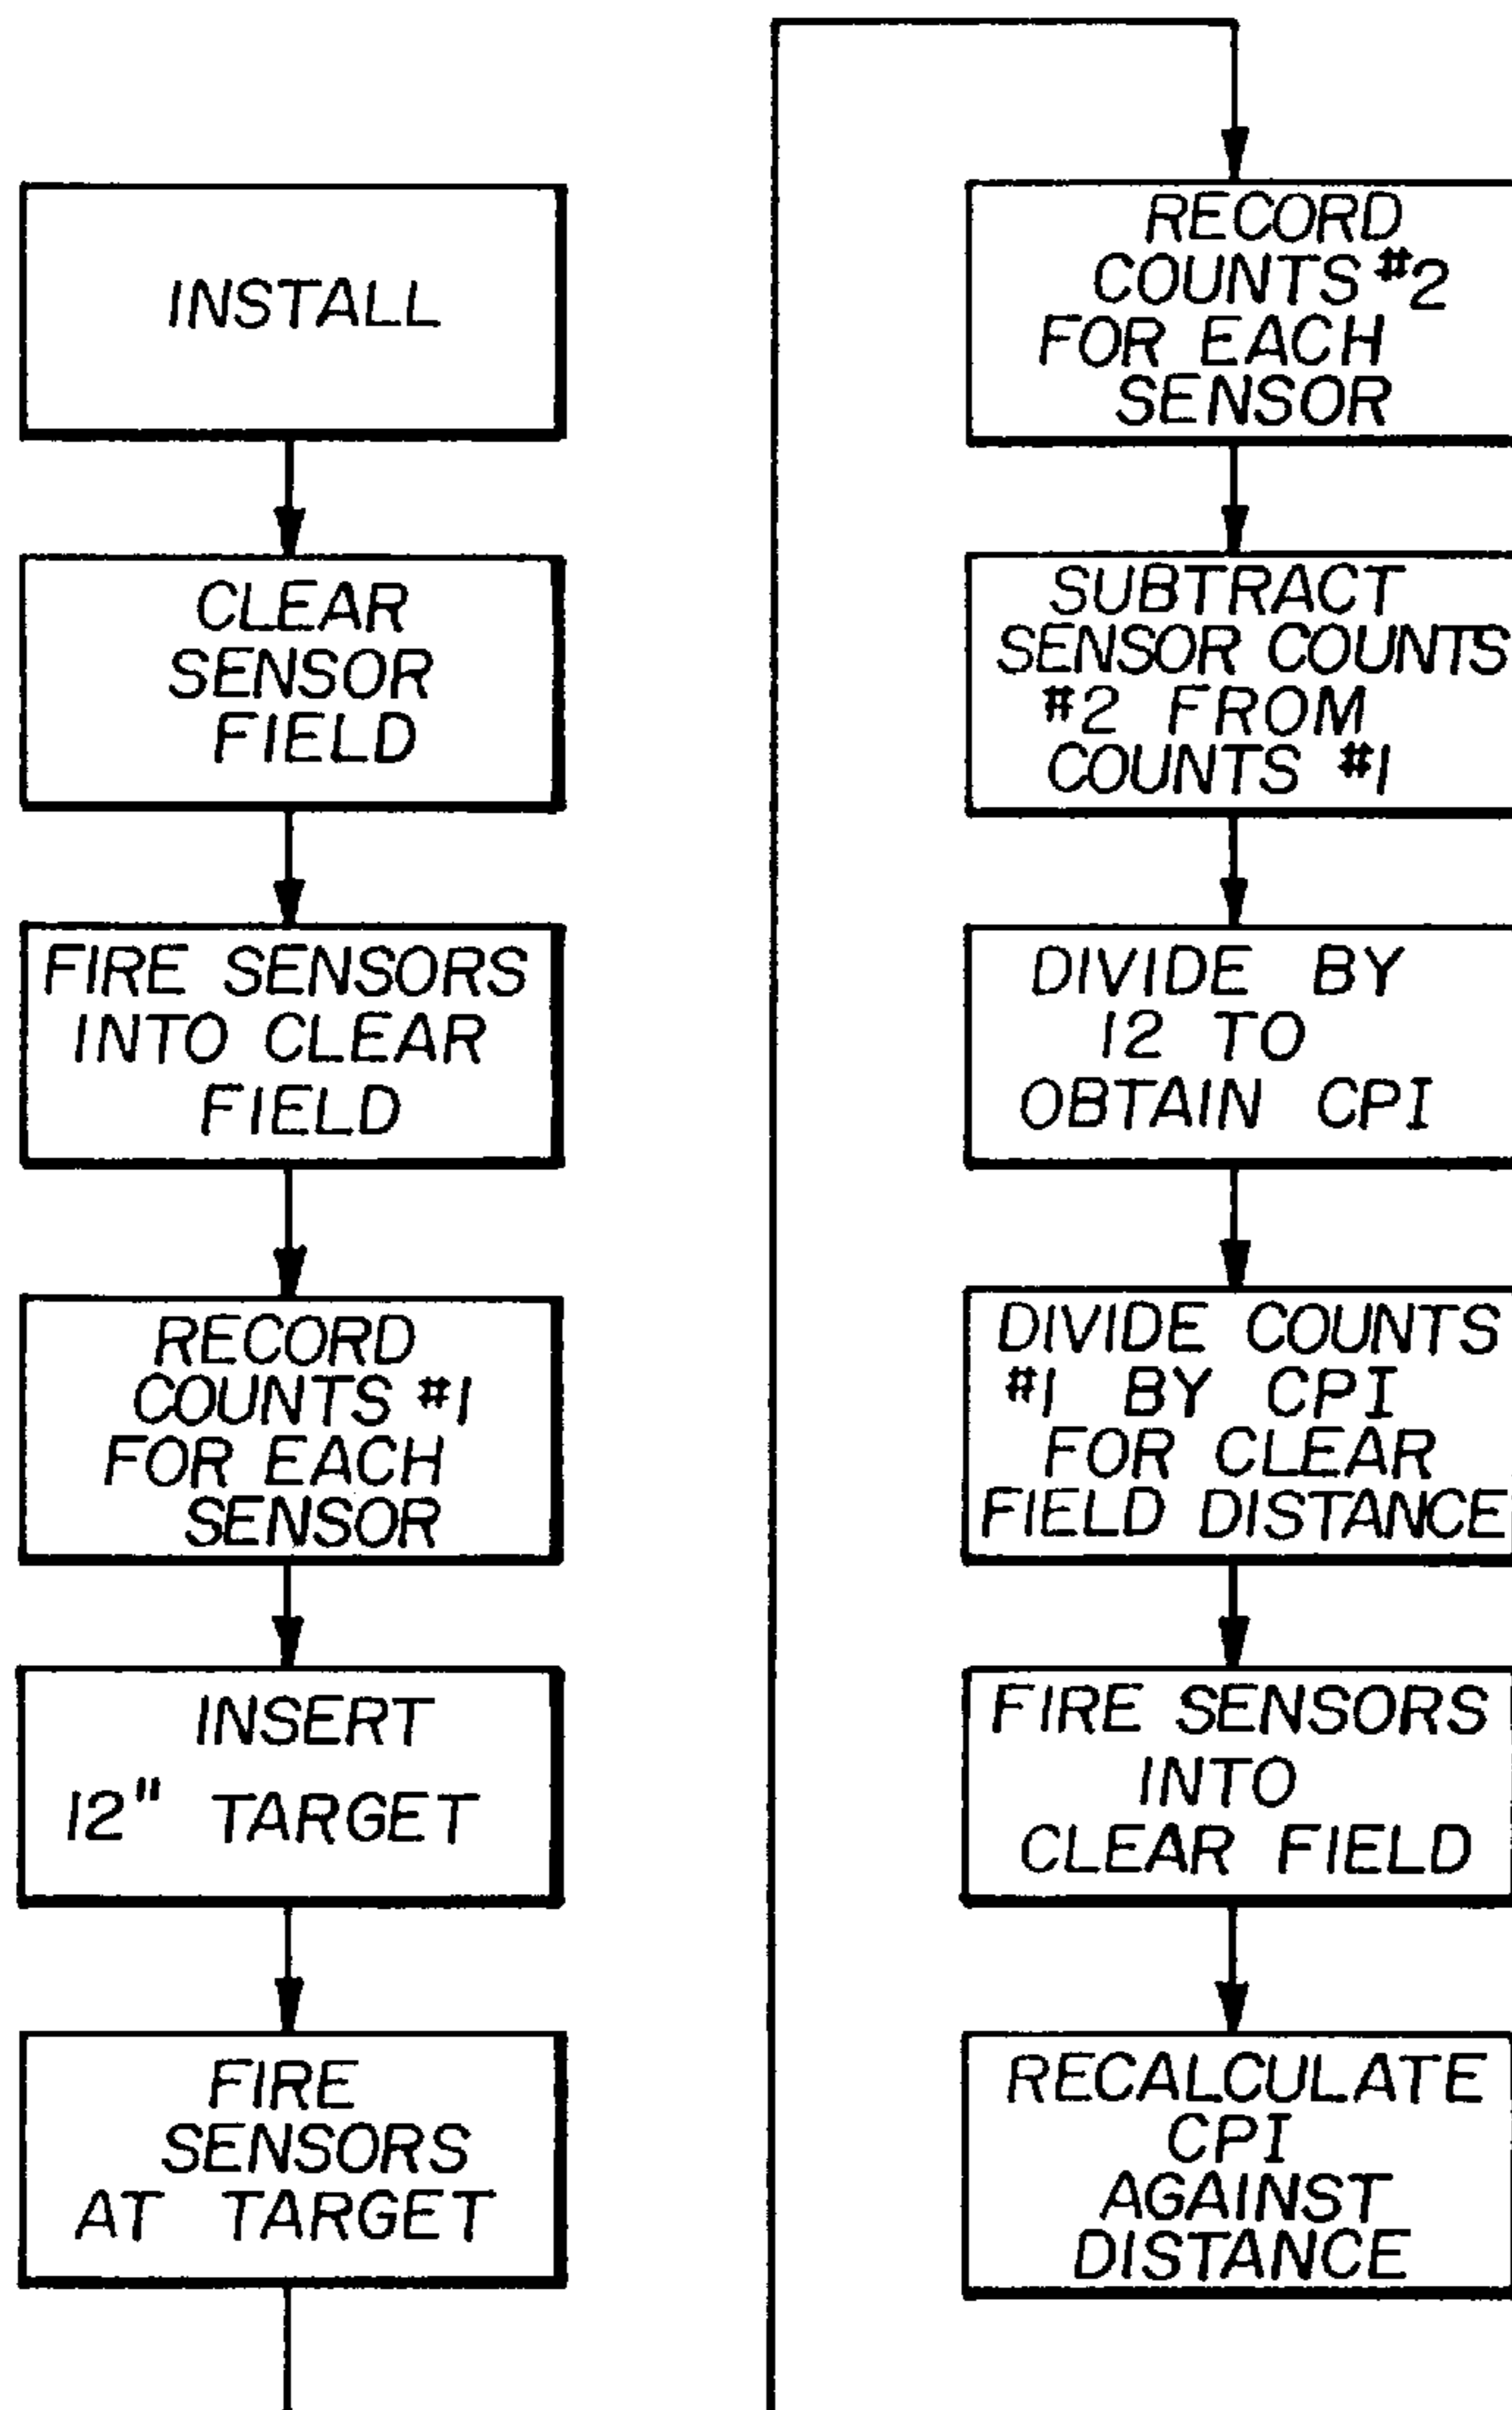 INSTALL
CLEAR
SENSOR
FIELD
FIRE SENSORS
INTO CLEAR
FIELD
RECORD
COUNTS #1
FOR EACH
SENSOR
INSERT
12" TARGET
FIRE
SENSORS
AT TARGET
RECORD
COUNTS #2
FOR EACH
SENSOR
SUBTRACT
SENSOR COUNTS
#2 FROM
COUNTS #1
DIVIDE BY
12 TO
OBTAIN CPI
DIVIDE COUNTS
#1 BY CPI
FOR CLEAR
FIELD DISTANCE
FIRE SENSORS
INTO
CLEAR FIELD
RECALCULATE
CPI
AGAINST
DISTANCE